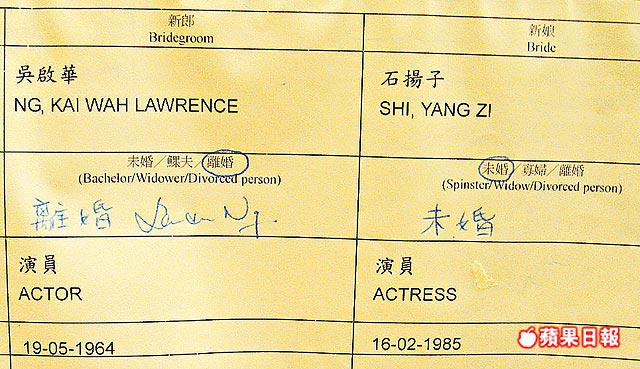 新郎
Bridegroom
新娘
Bride
吳啟華
NG, KAI WAH LAWRENCE
石揚子
SHI, YANG ZI
未婚／鰥夫／離婚
(Bachelor/Widower/Divorced person)
未婚／寡婦／離婚
(Spinster/Widow/Divorced person)
離婚
未婚
演員
ACTOR
演員
ACTRESS
19-05-1964
16-02-1985
蘋果日報